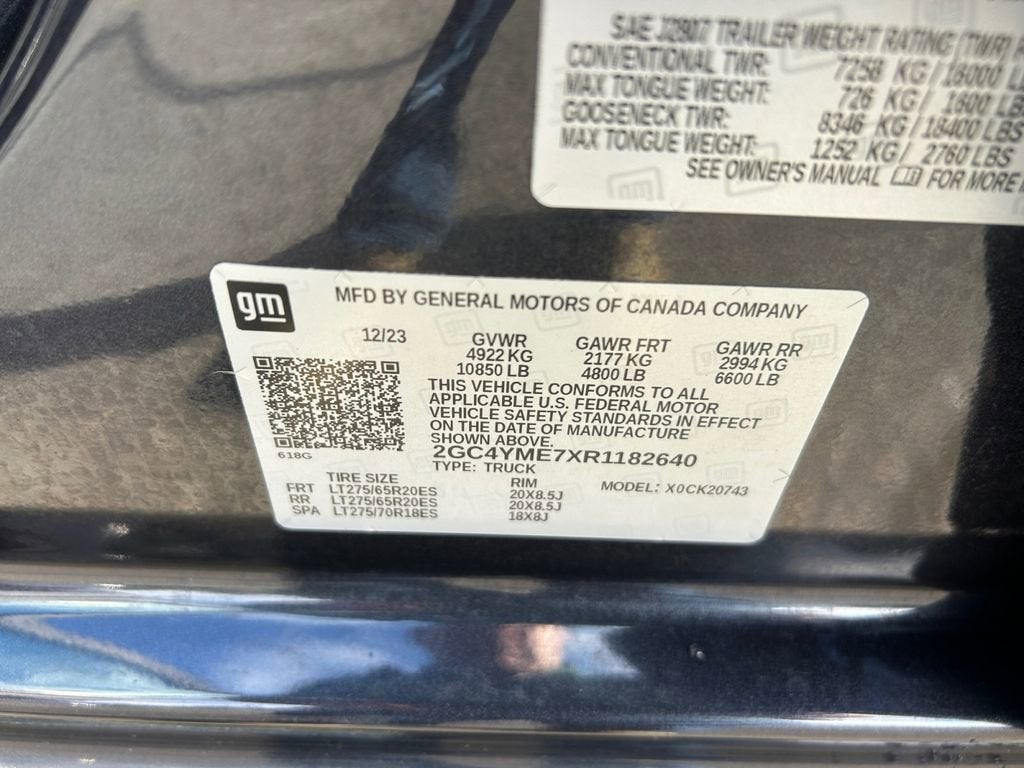 SAE J2807 TRAILER WEIGHT RATING (TWR)
CONVENTIONAL TWR: 7258 KG/16000
MAX TONGUE WEIGHT: 726 KG/ 1600 LBS
GOOSENECK TWR: 8346 KG/18400 LBS
MAX TONGUE WEIGHT: 1252 KG/ 2760 LBS
SEE OWNER'S MANUAL FOR MORE
gm
MFD BY GENERAL MOTORS OF CANADA COMPANY
12/23 GVWR GAWR FRT GAWR RR
4922 KG 2177 KG 2994 KG
10850 LB 4800 LB 6600 LB
THIS VEHICLE CONFORMS TO ALL
APPLICABLE U.S. FEDERAL MOTOR
VEHICLE SAFETY STANDARDS IN EFFECT
ON THE DATE OF MANUFACTURE
SHOWN ABOVE.
618G
2GC4YME7XR1182640
TYPE: TRUCK
TIRE SIZE RIM MODEL: X0CK20743
FRT LT275/65R20ES 20X8.5J
RR LT275/65R20ES 20X8.5J
SPA LT275/70R18ES 18X8J